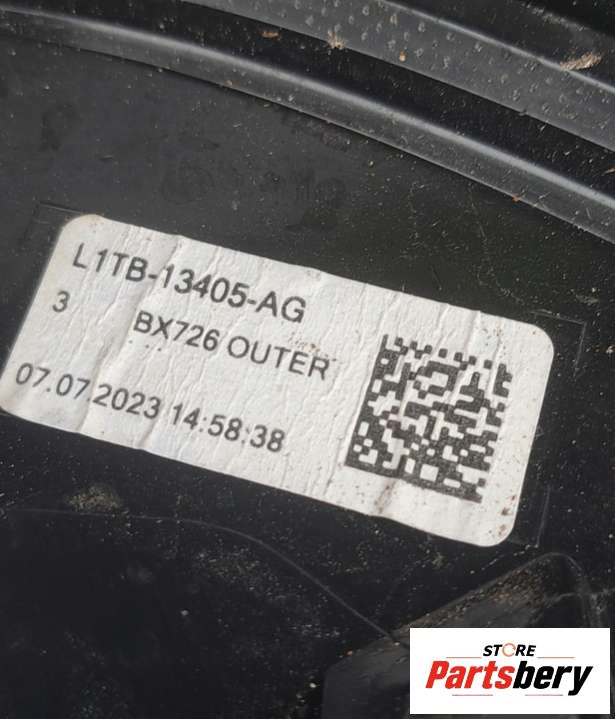 L1TB-13405-AG
3 BX726 OUTER
07.07.2023 14:58:38
STORE
Partsbery